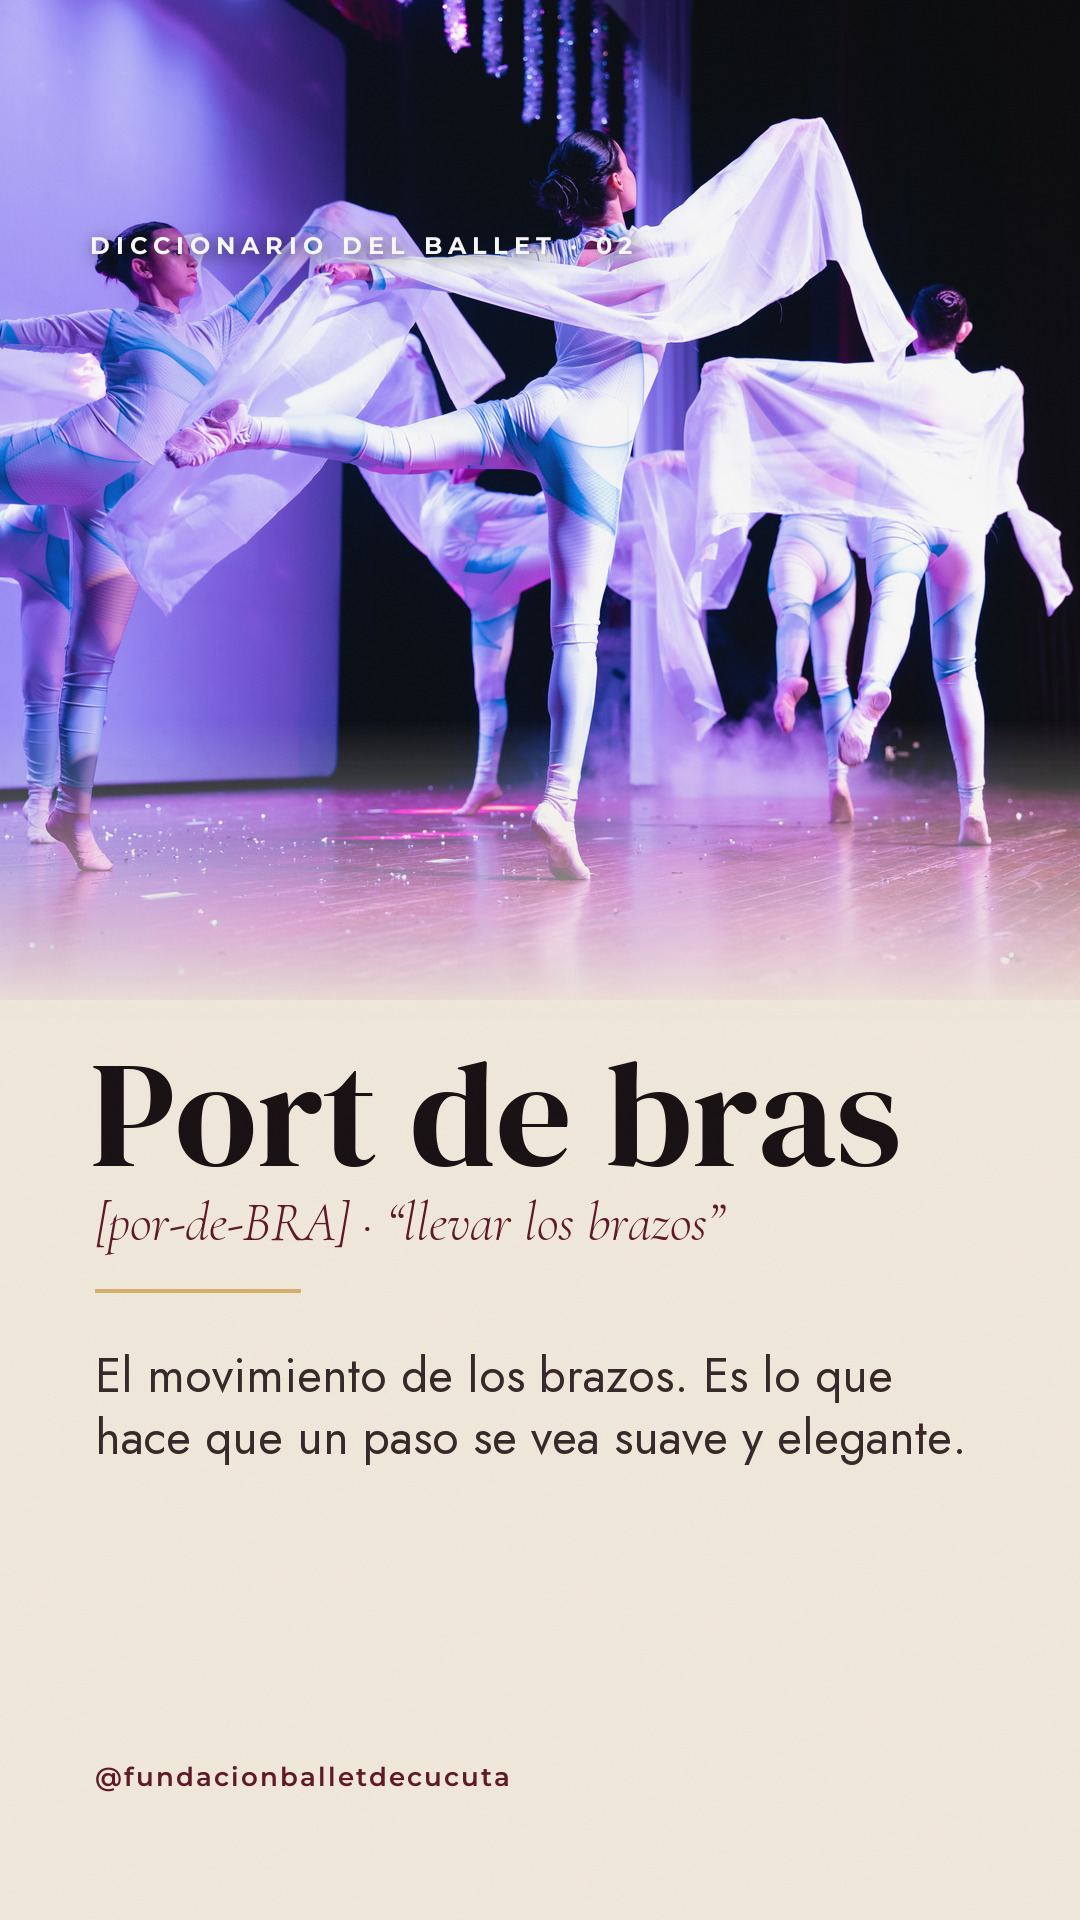 DICCIONARIO DEL BALLET · 02
Port de bras
[por-de-BRA] · “llevar los brazos”
El movimiento de los brazos. Es lo que
hace que un paso se vea suave y elegante.
@fundacionballetdecucuta